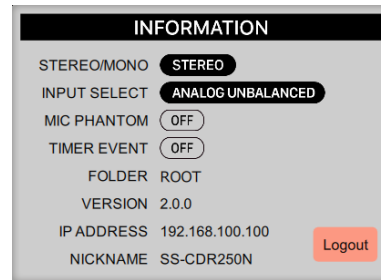 INFORMATION
STEREO/MONO STEREO
INPUT SELECT ANALOG UNBALANCED
MIC PHANTOM OFF
TIMER EVENT OFF
FOLDER ROOT
VERSION 2.0.0
IP ADDRESS 192.168.100.100
Logout
NICKNAME SS-CDR250N